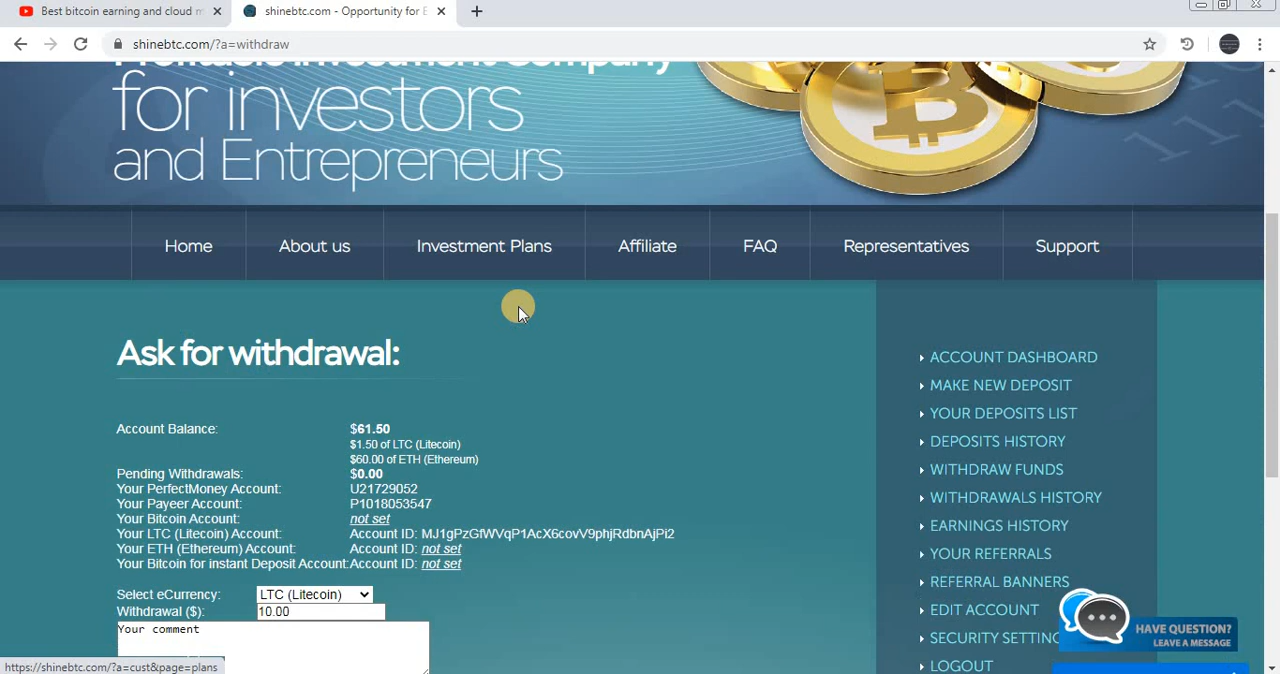 Best bitcoin earning and cloud m
shinebtc.com - Opportunity for E
shinebtc.com/?a=withdraw
Profitable Investment Company
for investors
and Entrepreneurs
Home
About us
Investment Plans
Affiliate
FAQ
Representatives
Support
Ask for withdrawal:
Account Balance: $61.50
$1.50 of LTC (Litecoin)
$60.00 of ETH (Ethereum)
Pending Withdrawals: $0.00
Your PerfectMoney Account: U21729052
Your Payeer Account: P1018053547
Your Bitcoin Account: not set
Your LTC (Litecoin) Account: Account ID: MJ1gPzGfWVqP1AcX6covV9phjRdbnAjPi2
Your ETH (Ethereum) Account: Account ID: not set
Your Bitcoin for instant Deposit Account: Account ID: not set
Select eCurrency: LTC (Litecoin)
Withdrawal ($): 10.00
Your comment
ACCOUNT DASHBOARD
MAKE NEW DEPOSIT
YOUR DEPOSITS LIST
DEPOSITS HISTORY
WITHDRAW FUNDS
WITHDRAWALS HISTORY
EARNINGS HISTORY
YOUR REFERRALS
REFERRAL BANNERS
EDIT ACCOUNT
SECURITY SETTING
LOGOUT
HAVE QUESTION?
LEAVE A MESSAGE
https://shinebtc.com/?a=cust&page=plans